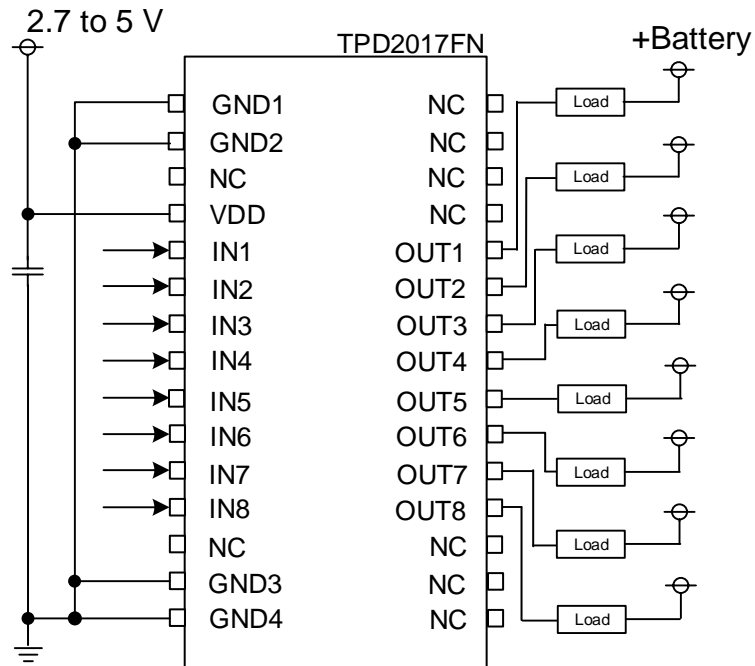 2.7 to 5 V
TPD2017FN
+Battery
GND1 NC
GND2 NC
NC NC
VDD NC
IN1 OUT1
IN2 OUT2
IN3 OUT3
IN4 OUT4
IN5 OUT5
IN6 OUT6
IN7 OUT7
IN8 OUT8
NC NC
GND3 NC
GND4 NC
Load
Load
Load
Load
Load
Load
Load
Load